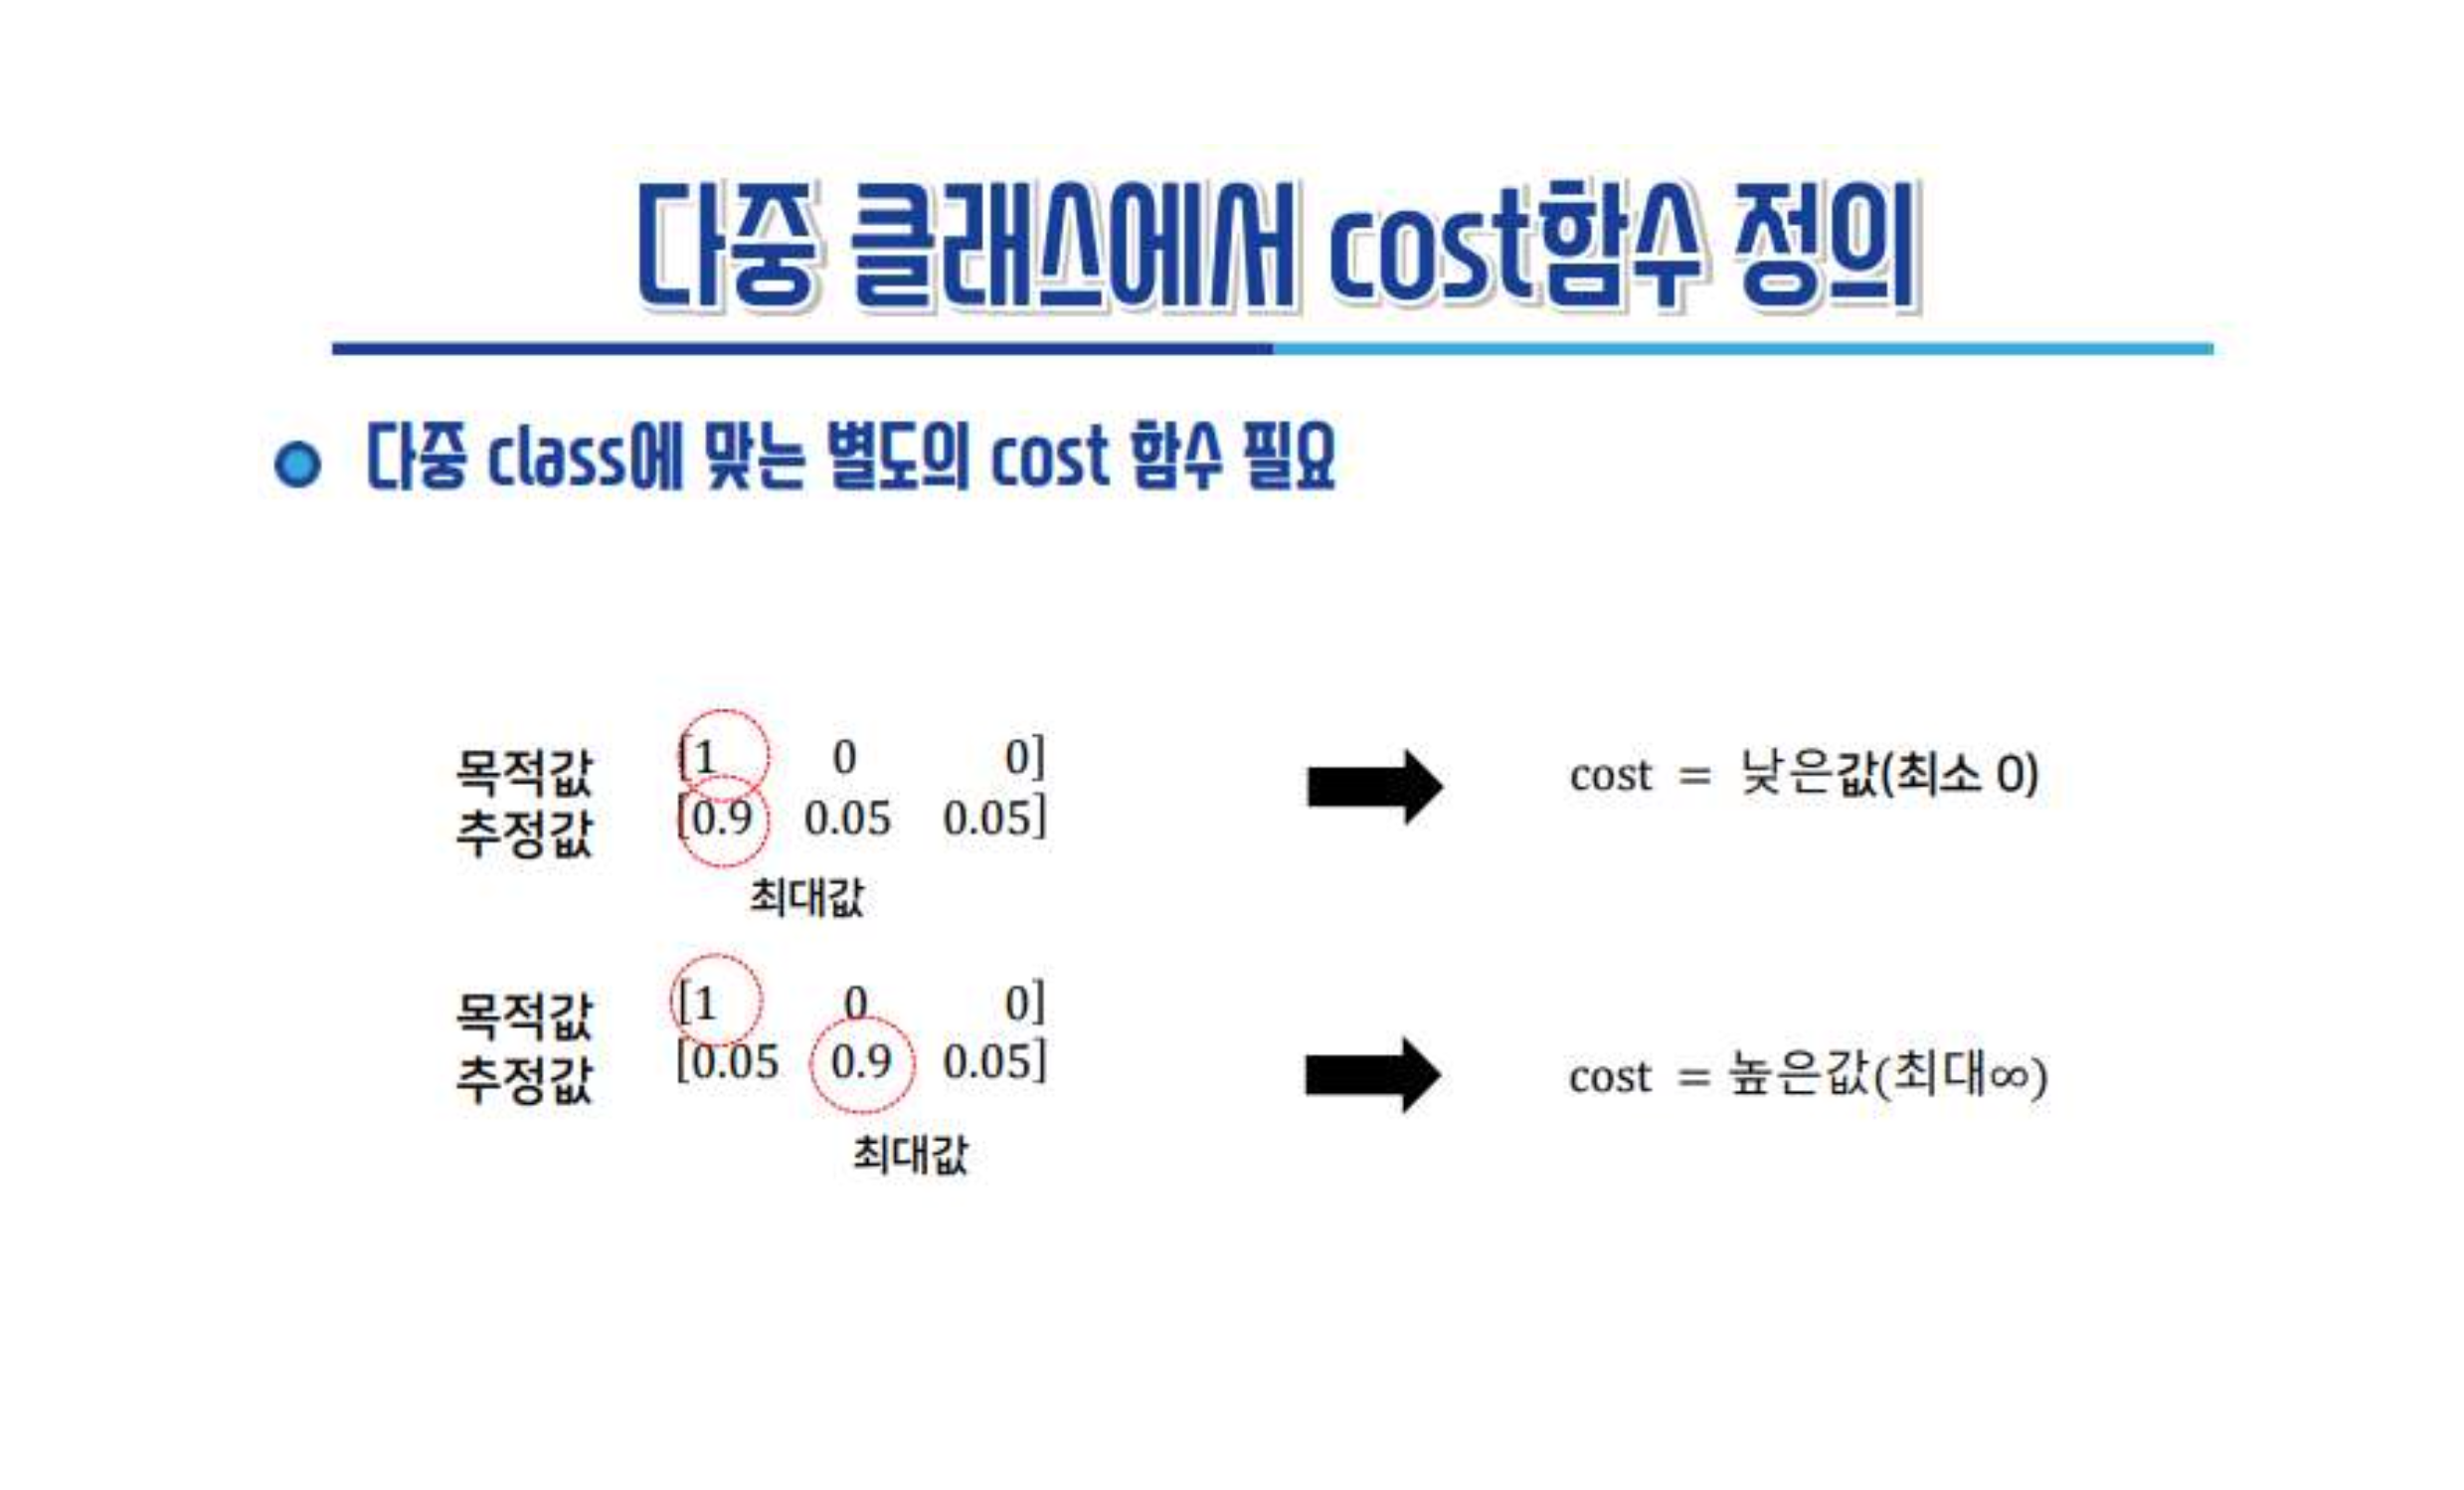 다중 클래스에서 cost함수 정의
다중 class에 맞는 별도의 cost 함수 필요
목적값 [1 0 0]
추정값 [0.9 0.05 0.05]
최대값
cost = 낮은값(최소 0)
목적값 [1 0 0]
추정값 [0.05 0.9 0.05]
최대값
cost = 높은값(최대∞)